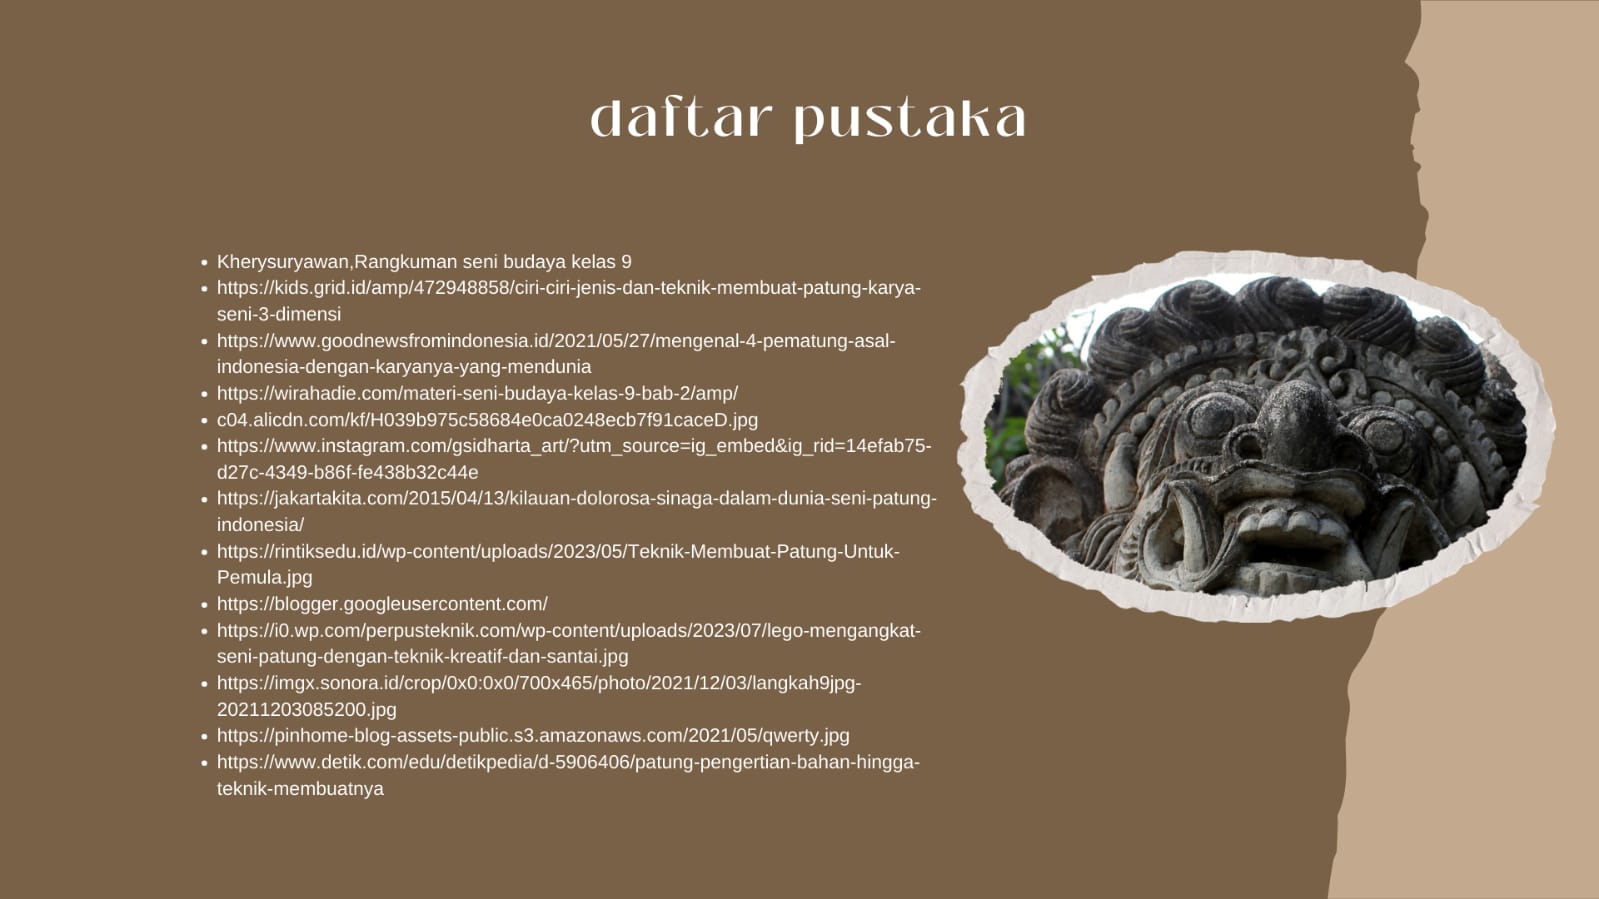 daftar pustaka
• Kherysuryawan,Rangkuman seni budaya kelas 9
• https://kids.grid.id/amp/472948858/ciri-ciri-jenis-dan-teknik-membuat-patung-karya-
seni-3-dimensi
• https://www.goodnewsfromindonesia.id/2021/05/27/mengenal-4-pematung-asal-
indonesia-dengan-karyanya-yang-mendunia
• https://wirahadie.com/materi-seni-budaya-kelas-9-bab-2/amp/
• c04.alicdn.com/kf/H039b975c58684e0ca0248ecb7f91caceD.jpg
• https://www.instagram.com/gsidharta_art/?utm_source=ig_embed&ig_rid=14efab75-
d27c-4349-b86f-fe438b32c44e
• https://jakartakita.com/2015/04/13/kilauan-dolorosa-sinaga-dalam-dunia-seni-patung-
indonesia/
• https://rintiksedu.id/wp-content/uploads/2023/05/Teknik-Membuat-Patung-Untuk-
Pemula.jpg
• https://blogger.googleusercontent.com/
• https://i0.wp.com/perpusteknik.com/wp-content/uploads/2023/07/lego-mengangkat-
seni-patung-dengan-teknik-kreatif-dan-santai.jpg
• https://imgx.sonora.id/crop/0x0:0x0/700x465/photo/2021/12/03/langkah9jpg-
20211203085200.jpg
• https://pinhome-blog-assets-public.s3.amazonaws.com/2021/05/qwerty.jpg
• https://www.detik.com/edu/detikpedia/d-5906406/patung-pengertian-bahan-hingga-
teknik-membuatnya